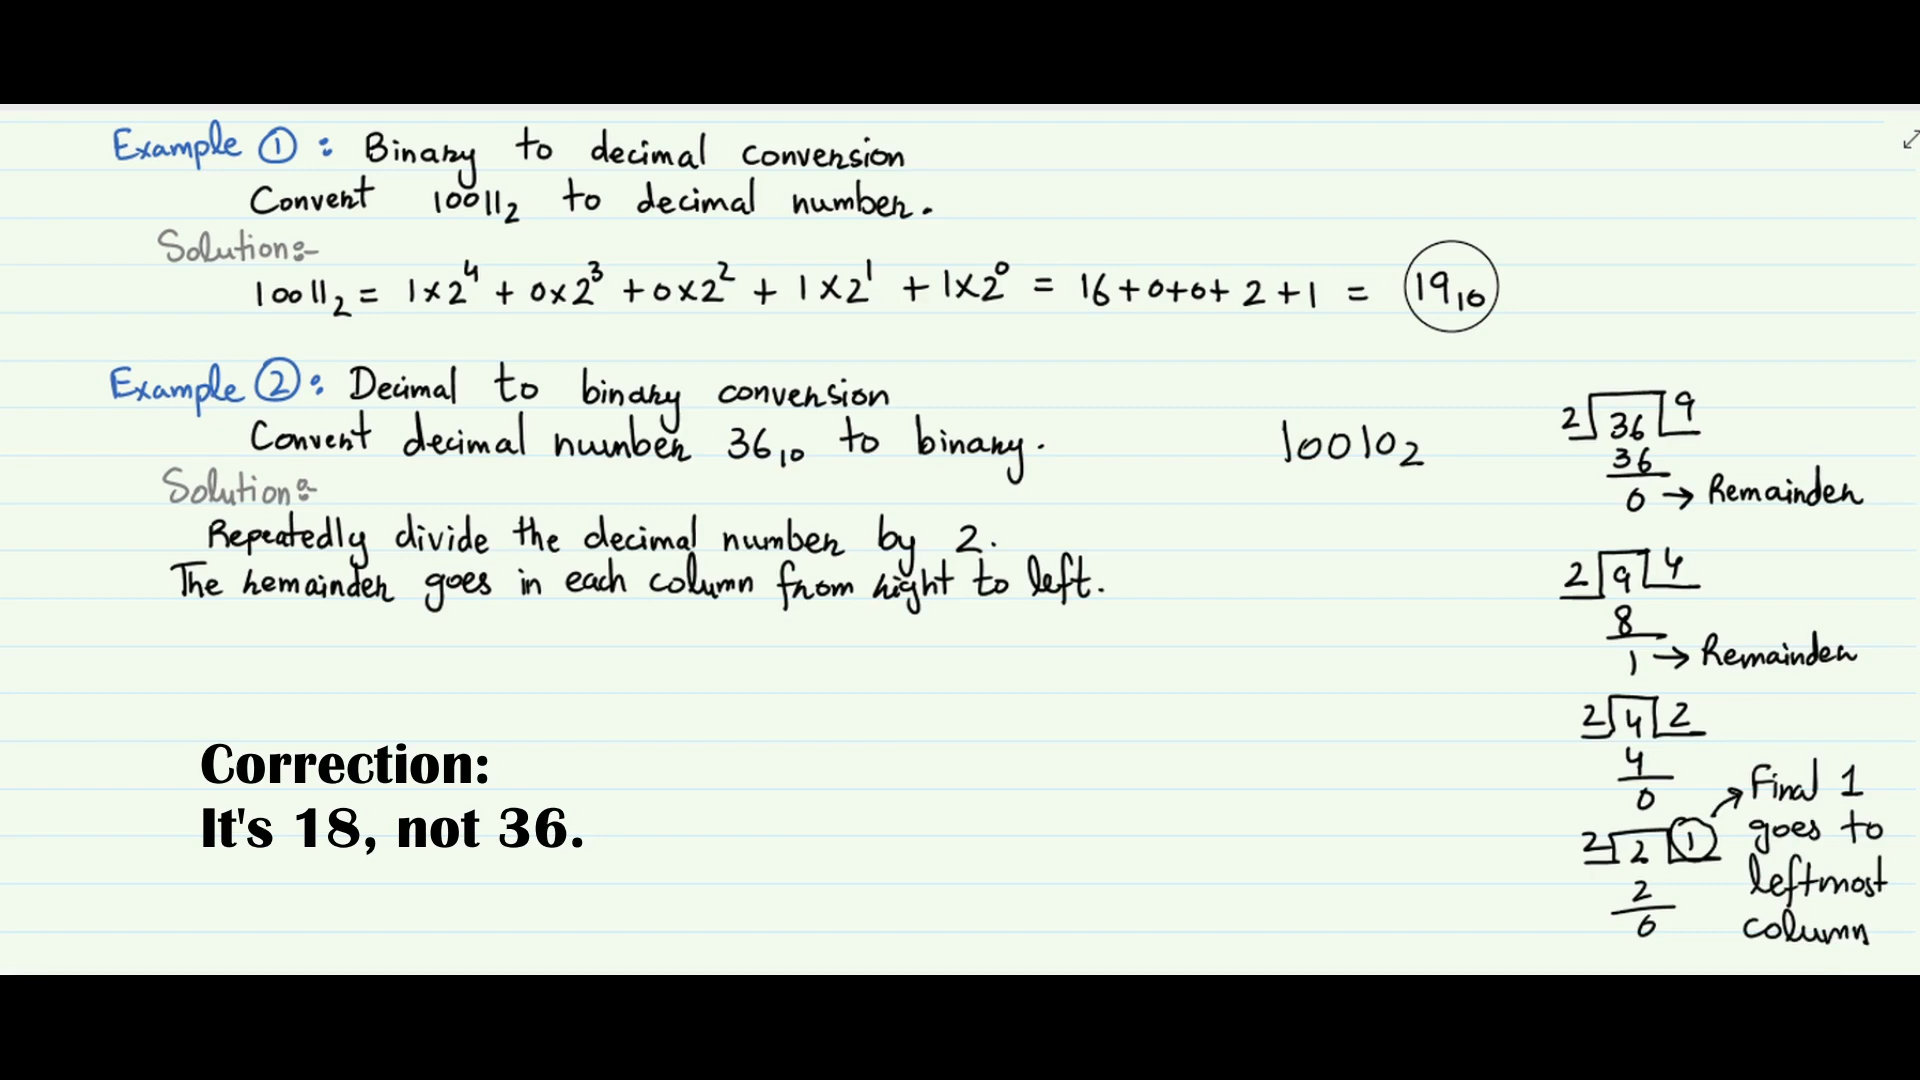 Example ① : Binary to decimal conversion
Convert 10011₂ to decimal number.
Solution:-
10011₂ = 1×2⁴ + 0×2³ + 0×2² + 1×2¹ + 1×2⁰ = 16+0+0+2+1 = 19₁₀
Example ②: Decimal to binary conversion
Convert decimal number 36₁₀ to binary.
Solution:-
Repeatedly divide the decimal number by 2.
The remainder goes in each column from right to left.
10010₂
2 36 9
36
0 → Remainder
2 9 4
8
1 → Remainder
2 4 2
4
0
2 2 1
2
0
Final 1
goes to
leftmost
column
Correction:
It's 18, not 36.